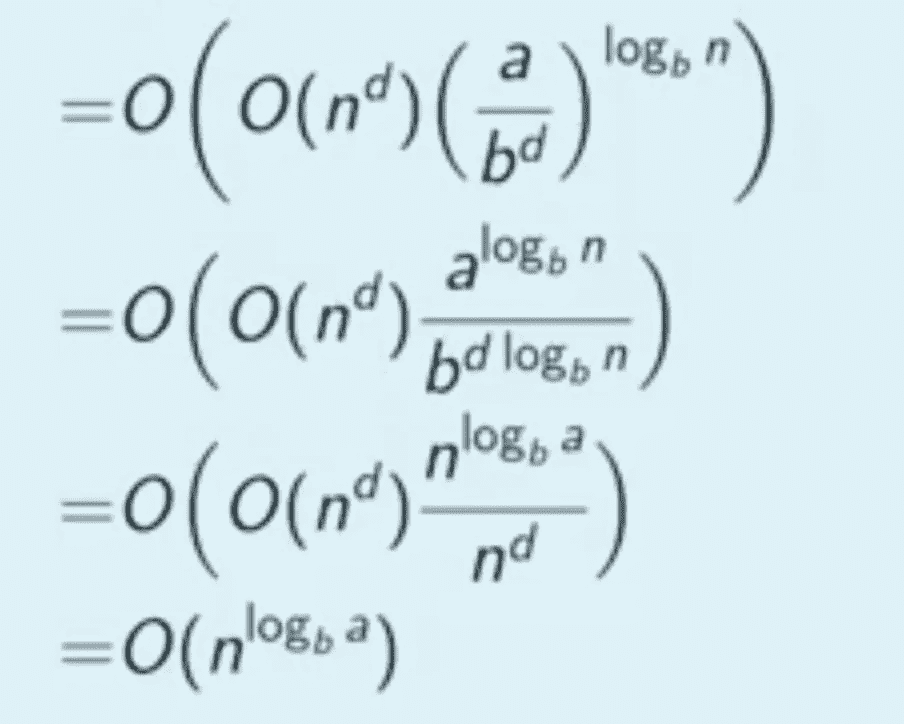 =O(O(n^d)(a/b^d)^{log_b n})
=O(O(n^d) a^{log_b n}/b^{d log_b n})
=O(O(n^d) n^{log_b a}/n^d)
=O(n^{log_b a})